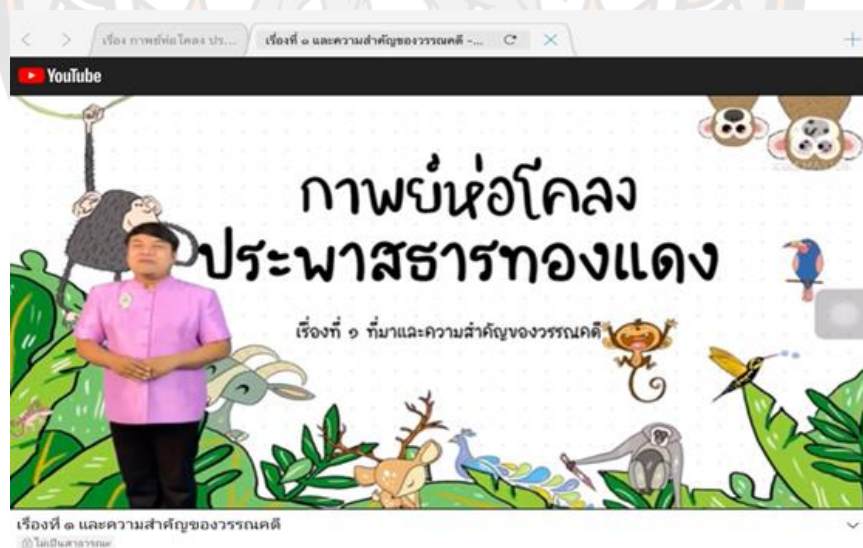 เรื่อง กาพย์ห่อโคลง ปร...
เรื่องที่ ๑ และความสำคัญของวรรณคดี -...
YouTube
กาพย์ห่อโคลง
ประพาสธารทองแดง
เรื่องที่ ๑ ที่มาและความสำคัญของวรรณคดี
เรื่องที่ ๑ และความสำคัญของวรรณคดี
ไม่เป็นสาธารณะ